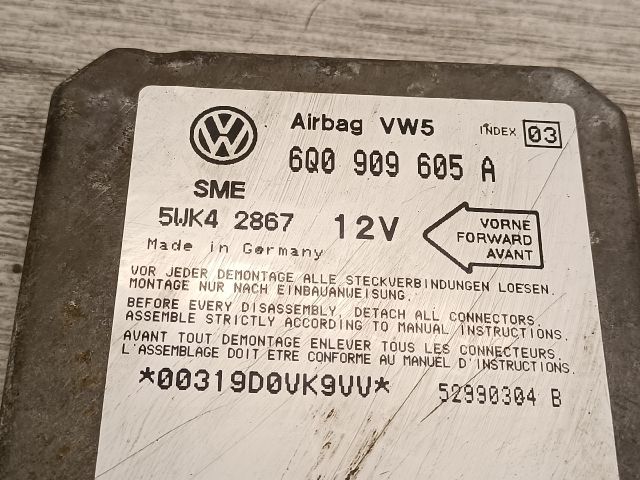 VW
Airbag VW5 INDEX 03
6Q0 909 605 A
SME
5WK4 2867 12V
VORNE
FORWARD
AVANT
Made in Germany
VOR JEDER DEMONTAGE ALLE STECKVERBINDUNGEN LOESEN.
MONTAGE NUR NACH EINBAUANWEISUNG.
BEFORE EVERY DISASSEMBLY, DETACH ALL CONNECTORS.
ASSEMBLE STRICTLY ACCORDING TO MANUAL INSTRUCTIONS.
AVANT TOUT DEMONTAGE ENLEVER TOUS LES CONNECTEURS.
L'ASSEMBLAGE DOIT ETRE CONFORME AU MANUEL D'INSTRUCTIONS
*00319D0VK9VV* 52990304 B